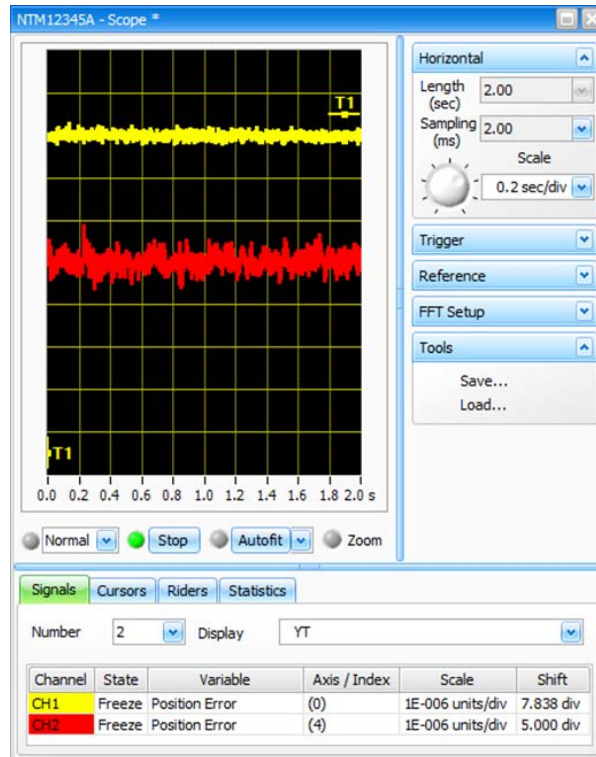 NTM12345A - Scope *
T1
T1
0.0 0.2 0.4 0.6 0.8 1.0 1.2 1.4 1.6 1.8 2.0 s
Normal Stop Autofit Zoom
Horizontal
Length (sec) 2.00
Sampling (ms) 2.00
Scale
0.2 sec/div
Trigger
Reference
FFT Setup
Tools
Save...
Load...
Signals Cursors Riders Statistics
Number 2 Display YT
Channel State Variable Axis / Index Scale Shift
CH1 Freeze Position Error (0) 1E-006 units/div 7.838 div
CH2 Freeze Position Error (4) 1E-006 units/div 5.000 div